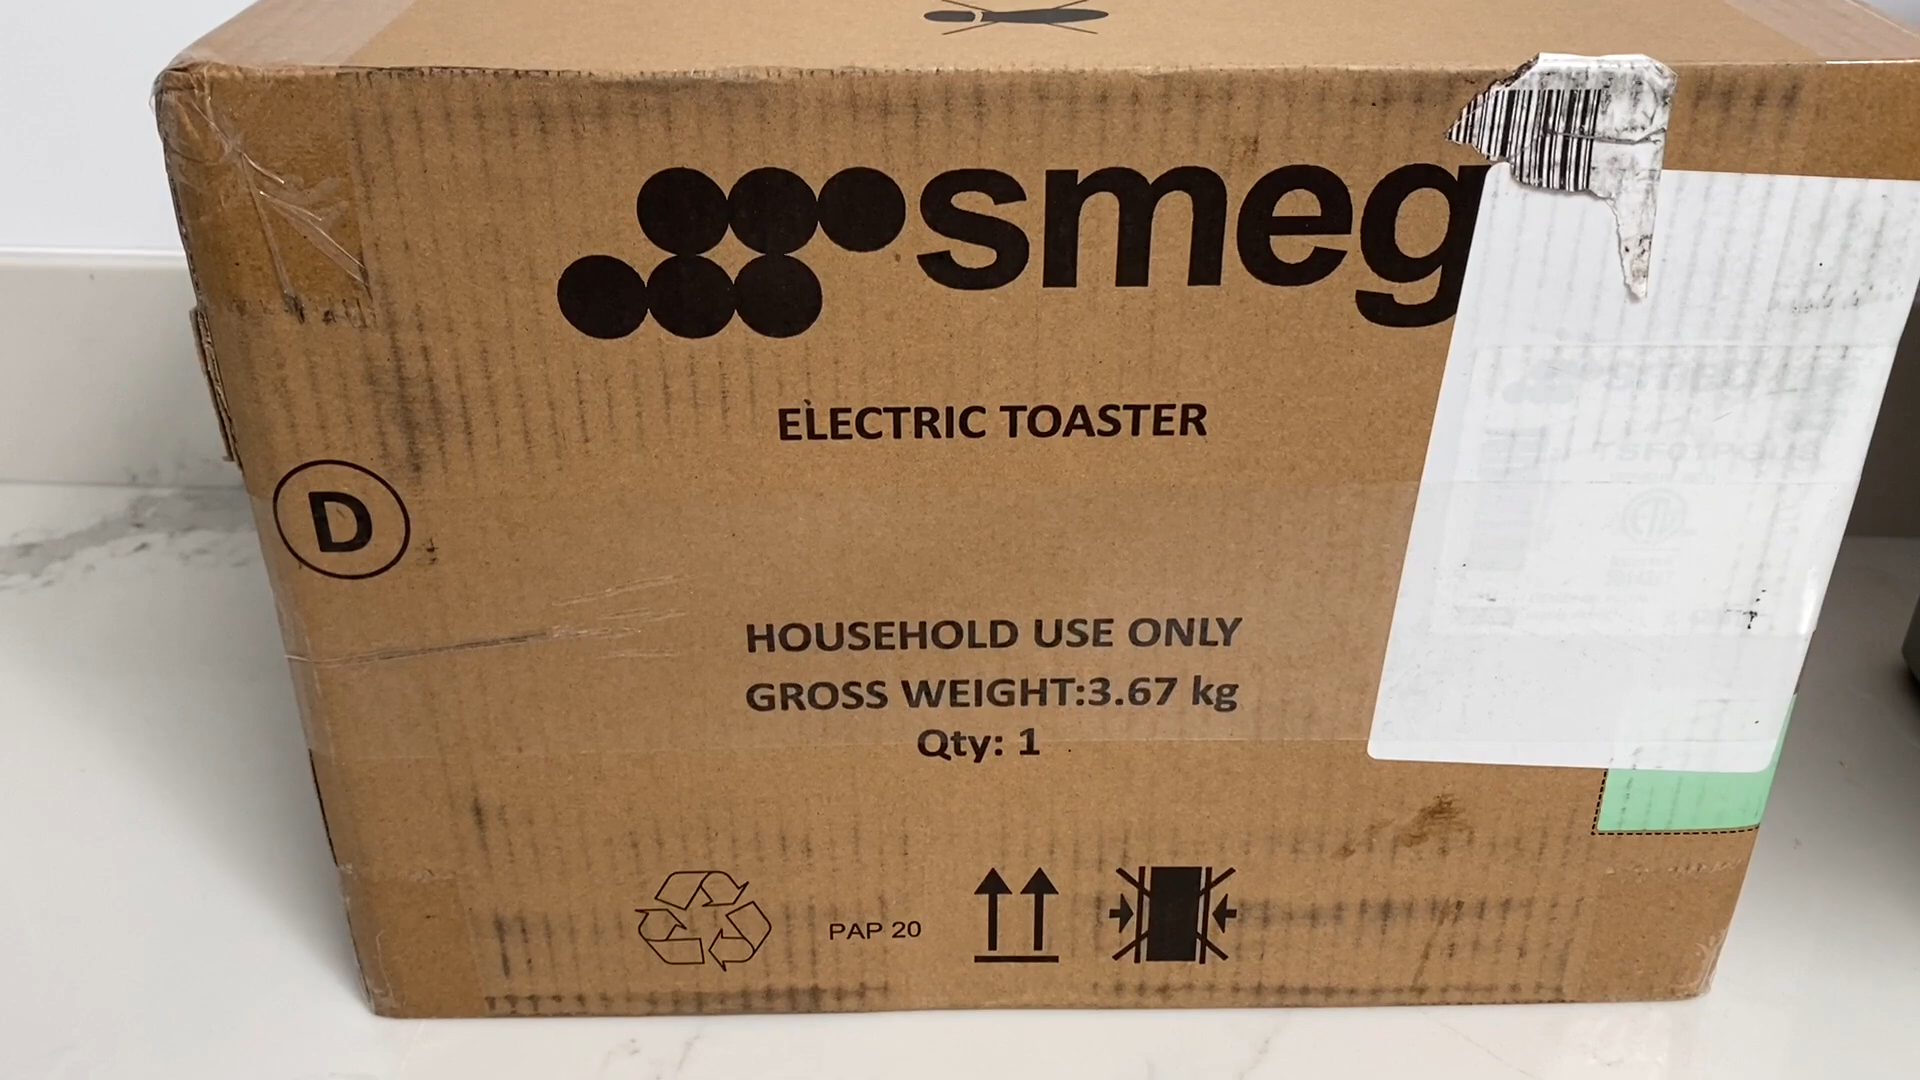 smeg
ELECTRIC TOASTER
D
HOUSEHOLD USE ONLY
GROSS WEIGHT:3.67 kg
Qty: 1
PAP 20